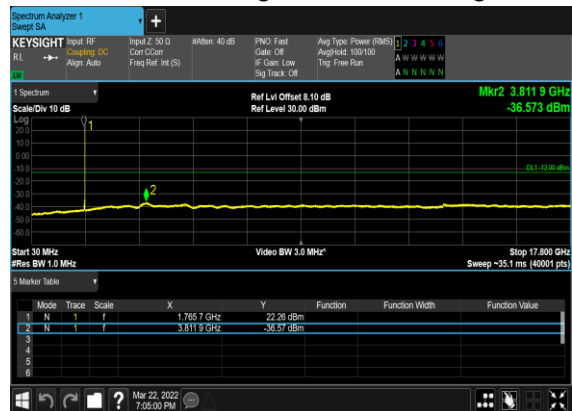 Spectrum Analyzer 1
Swept SA
+
KEYSIGHT Input: RF Input Z: 50 Ω #Atten: 40 dB PNO: Fast Avg Type: Power (RMS) 1 2 3 4 5 6
RL Coupling: DC Corr CCorr Gate: Off Avg|Hold: 100/100 A W W W W W
Align: Auto Freq Ref: Int (S) IF Gain: Low Trig: Free Run
Sig Track: Off A N N N N N
1 Spectrum Ref Lvl Offset 8.10 dB Mkr2 3.811 9 GHz
Scale/Div 10 dB Ref Level 30.00 dBm -36.573 dBm
Log
20.0
1
10.0
0.00
-10.0
DL1 -13.00 dBm
-20.0
-30.0
2
-40.0
-50.0
-60.0
Start 30 MHz Video BW 3.0 MHz* Stop 17.800 GHz
#Res BW 1.0 MHz Sweep ~35.1 ms (40001 pts)
5 Marker Table
Mode Trace Scale X Y Function Function Width Function Value
1 N 1 f 1.765 7 GHz 22.26 dBm
2 N 1 f 3.811 9 GHz -36.57 dBm
3
4
5
6
? Mar 22, 2022
7:05:00 PM